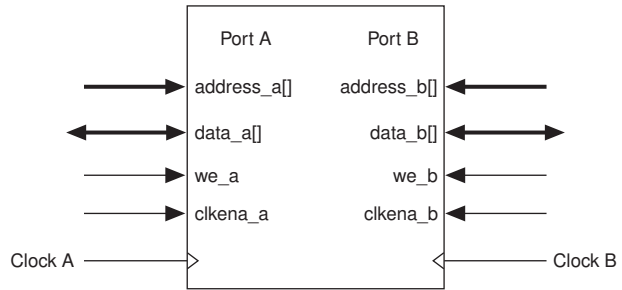 Port A Port B
address_a[] address_b[]
data_a[] data_b[]
we_a we_b
clkena_a clkena_b
Clock A Clock B